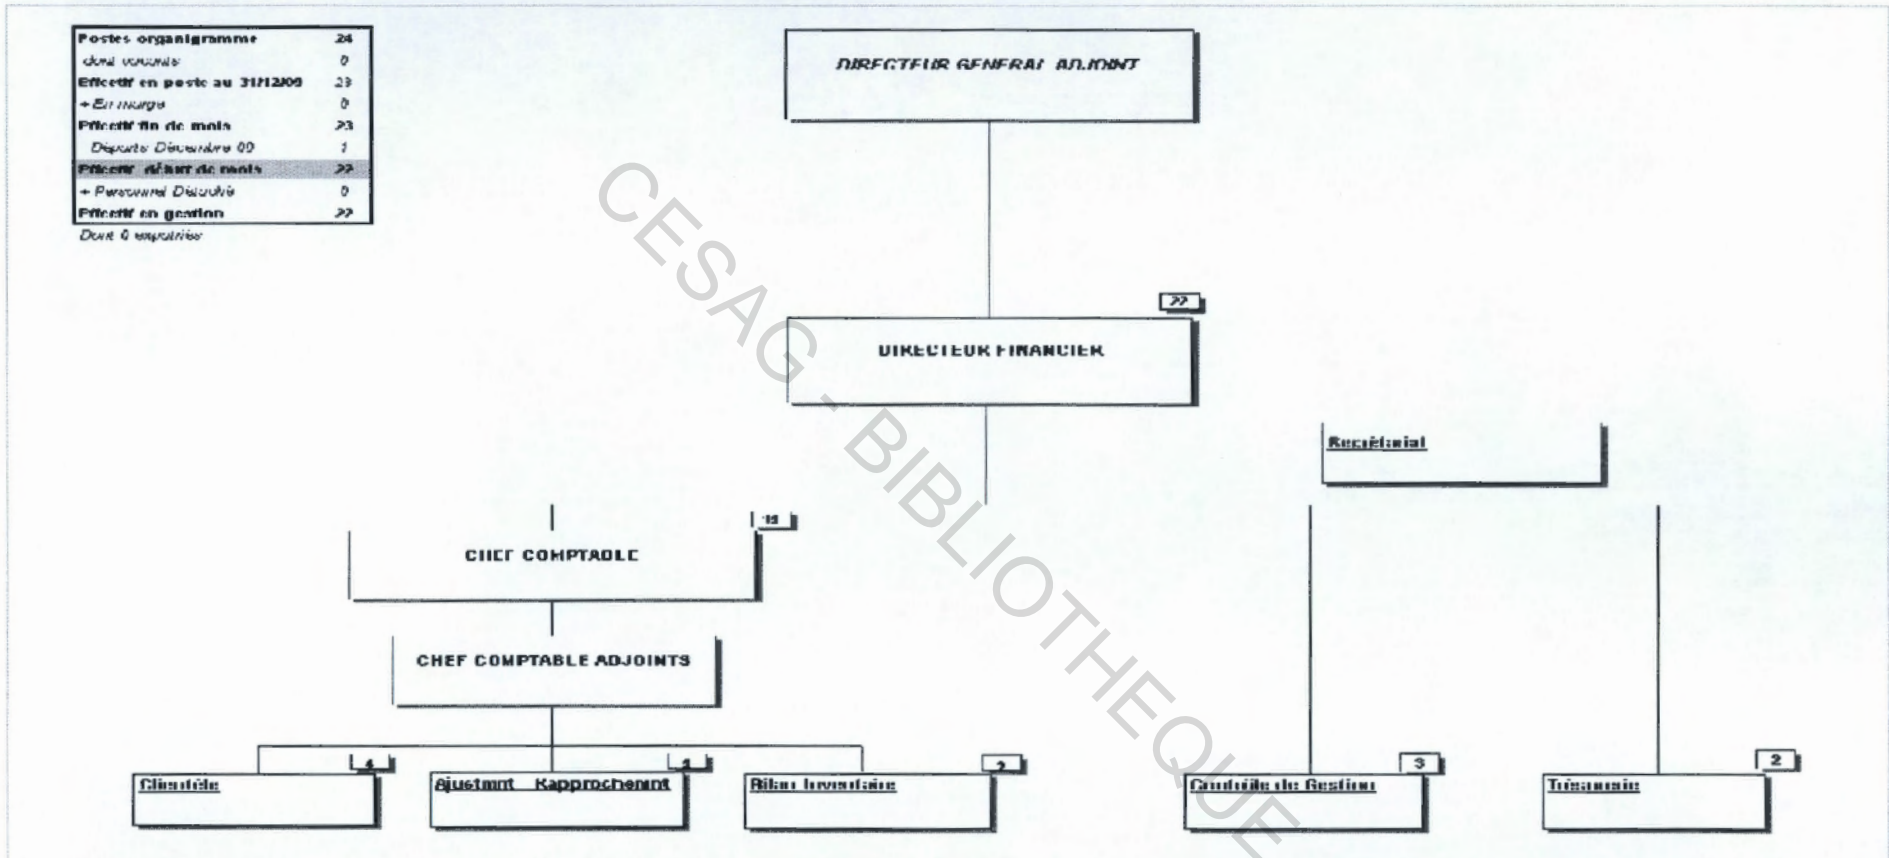 Postes organigramme 24
dont vacants 0
Effectif en poste au 31/12/09 23
+ En marge 0
Effectif fin de mois 23
Départs Décembre 09 1
Effectif début de mois 22
+ Personnel Détaché 0
Effectif en gestion 22
Dont 0 expatriés
DIRECTEUR GENERAL ADJOINT
22
DIRECTEUR FINANCIER
Secrétariat
CHEF COMPTABLE
CHEF COMPTABLE ADJOINTS
4
Clientèle
Ajustmnt Rapprochemnt
Bilan Inventaire
3
Contrôle de Gestion
2
Trésorerie
CESAG - BIBLIOTHEQUE